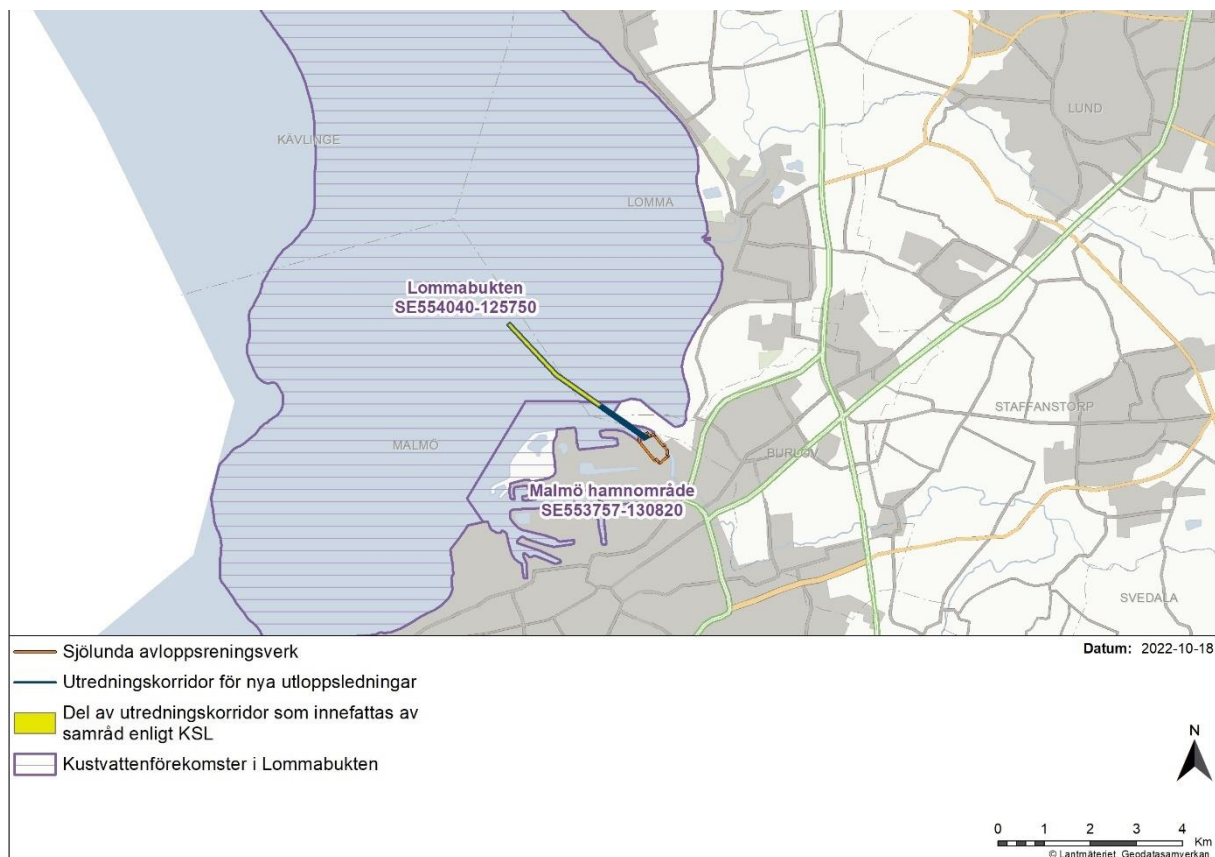 KÄVLINGE
LUND
LOMMA
Lommabukten
SE554040-125750
STAFFANSTORP
MALMÖ
BURLÖV
Malmö hamnområde
SE553757-130820
SVEDALA
Sjölunda avloppsreningsverk
Utredningskorridor för nya utloppsledningar
Del av utredningskorridor som innefattas av
samråd enligt KSL
Kustvattenförekomster i Lommabukten
Datum: 2022-10-18
N
0 1 2 3 4
Km
© Lantmäteriet, Geodatasamverkan